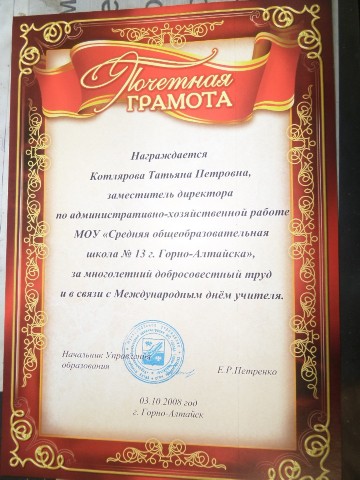 Почетная
ГРАМОТА
Награждается
Котлярова Татьяна Петровна,
заместитель директора
по административно-хозяйственной работе
МОУ «Средняя общеобразовательная
школа № 13 г. Горно-Алтайска»,
за многолетний добросовестный труд
и в связи с Международным днём учителя.
Начальник Управления
образования
Е.Р.Петренко
03.10 2008 год
г. Горно-Алтайск